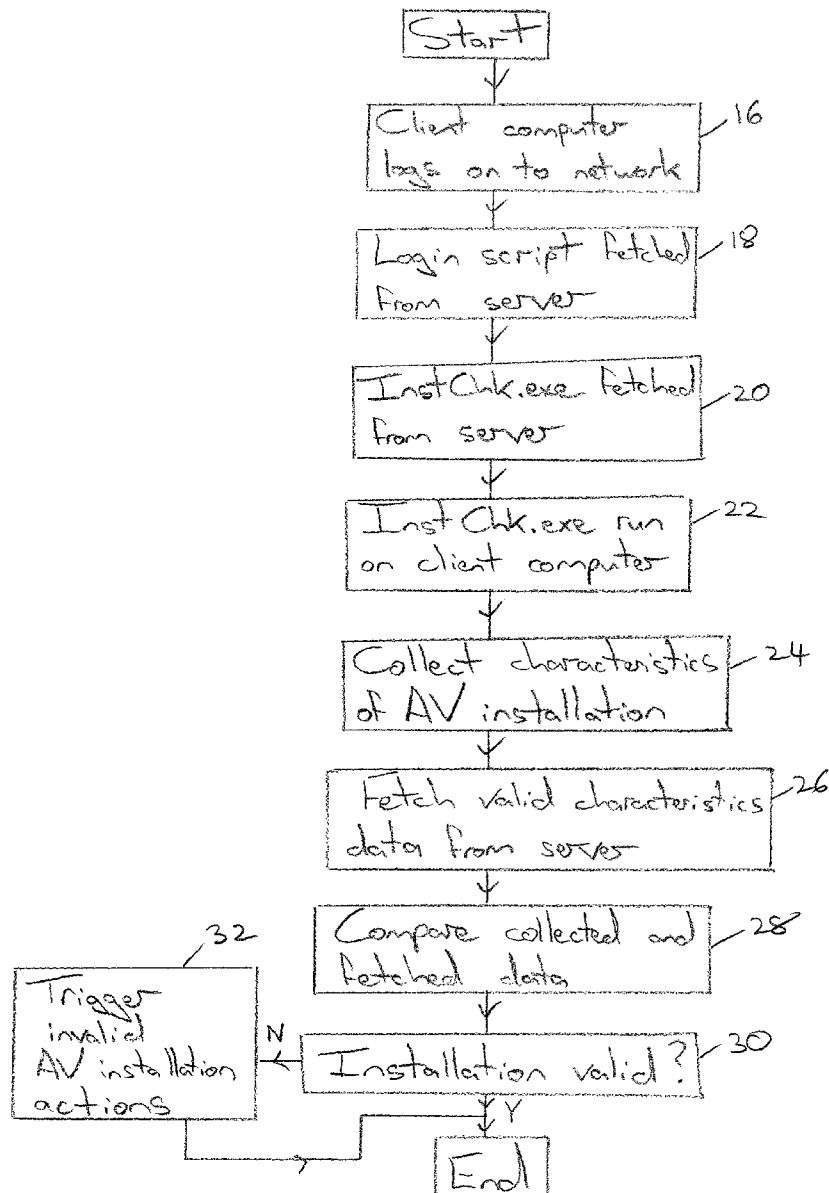 Start
Client computer
logs on to network
16
Login script fetched
from server
18
InstChk.exe fetched
from server
20
InstChk.exe run
on client computer
22
Collect characteristics
of AV installation
24
Fetch valid characteristics
data from server
26
Compare collected and
fetched data
28
Installation valid?
30
N
32
Trigger
invalid
AV installation
actions
Y
End